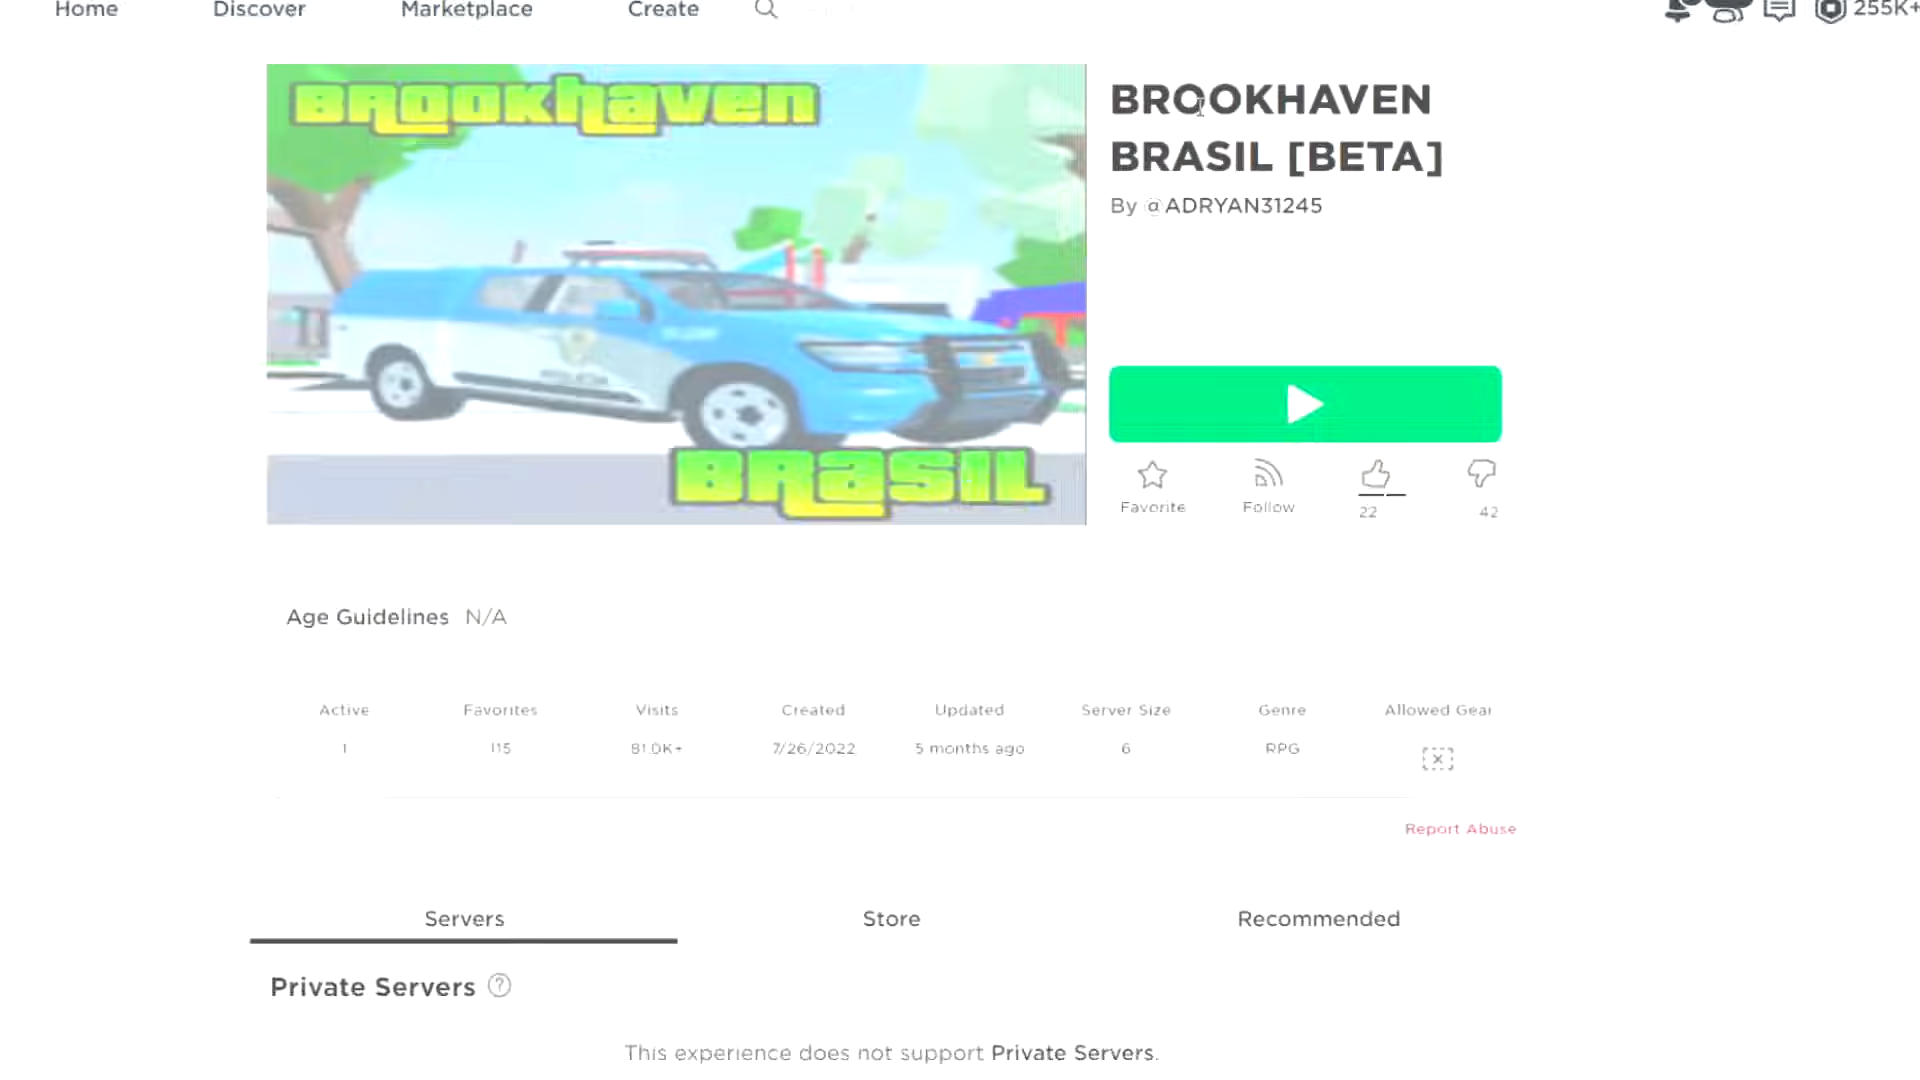 Home Discover Marketplace Create 255K+
Brookhaven
BROOKHAVEN
BRASIL [BETA]
By @ADRYAN31245
BRASIL
Favorite Follow 22 42
Age Guidelines N/A
Active Favorites Visits Created Updated Server Size Genre Allowed Gear
1 115 81.0K+ 7/26/2022 5 months ago 6 RPG
Report Abuse
Servers Store Recommended
Private Servers
This experience does not support Private Servers.